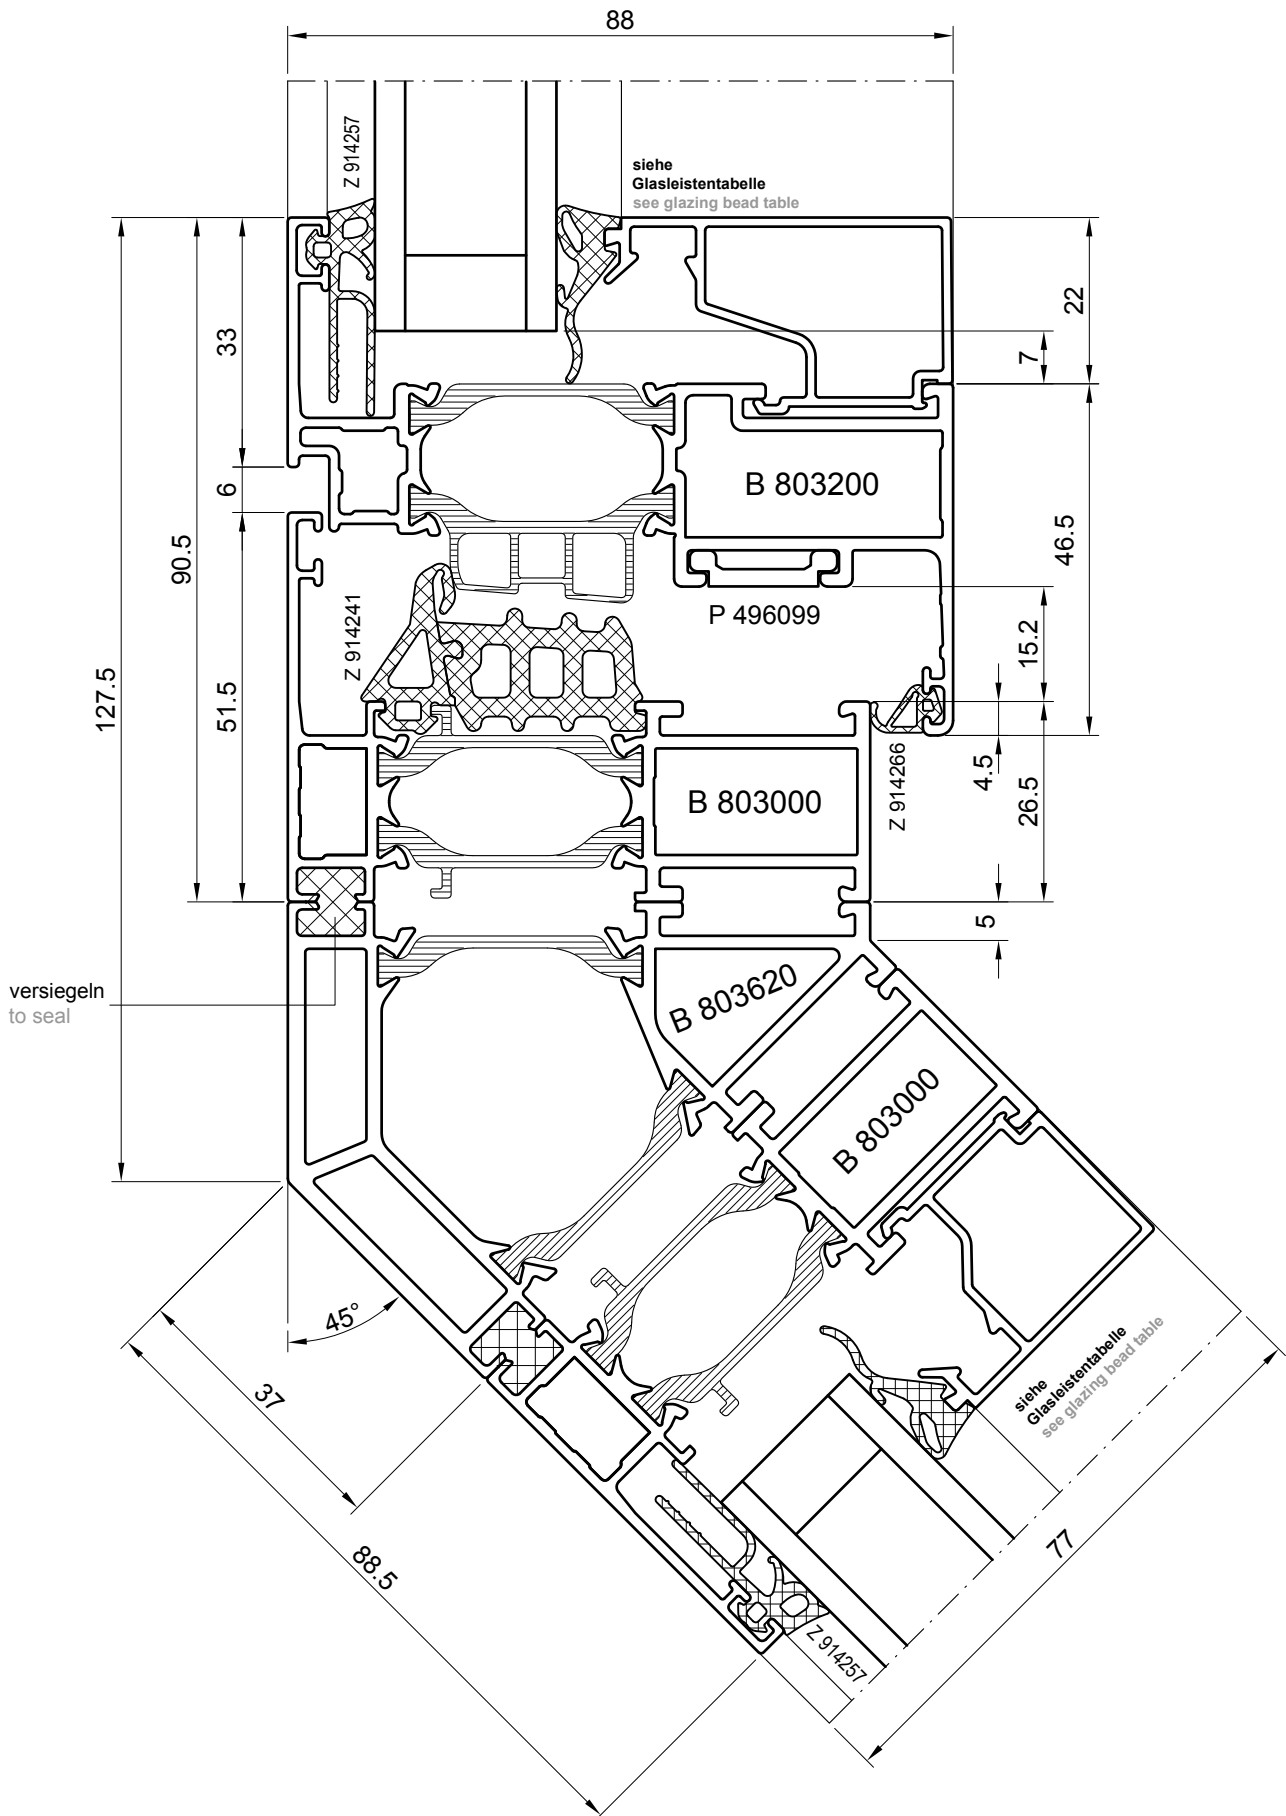 88
Z 914257
siehe
Glasleistentabelle
see glazing bead table
33
22
7
6
B 803200
90.5
46.5
Z 914241
P 496099
15.2
127.5
51.5
4.5
B 803000
Z 914266
26.5
5
versiegeln
to seal
B 803620
B 803000
45°
37
siehe
Glasleistentabelle
see glazing bead table
88.5
77
Z 914257